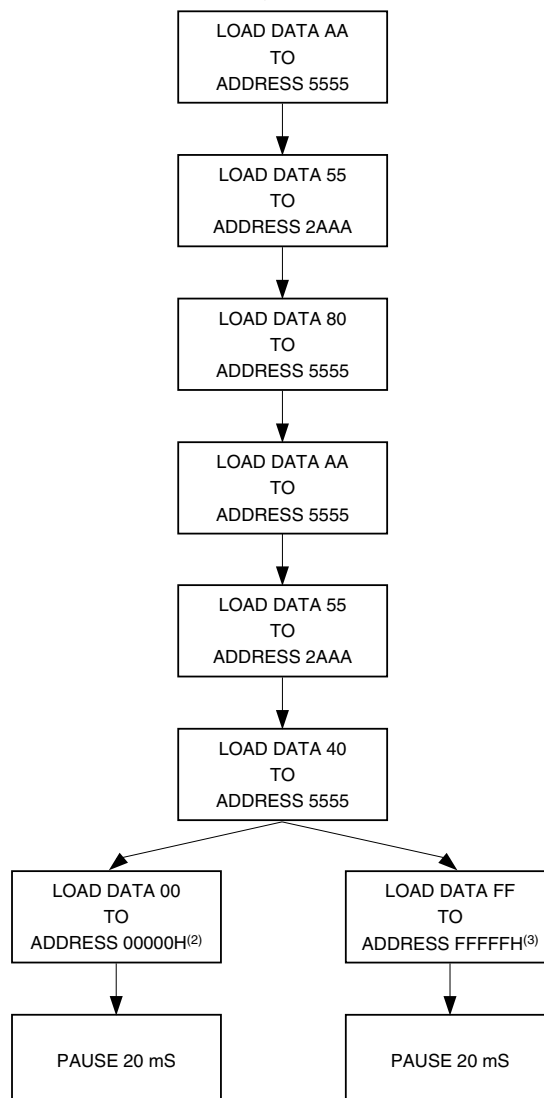 LOAD DATA AA
TO
ADDRESS 5555
LOAD DATA 55
TO
ADDRESS 2AAA
LOAD DATA 80
TO
ADDRESS 5555
LOAD DATA AA
TO
ADDRESS 5555
LOAD DATA 55
TO
ADDRESS 2AAA
LOAD DATA 40
TO
ADDRESS 5555
LOAD DATA 00
TO
ADDRESS 00000H(2)
LOAD DATA FF
TO
ADDRESS FFFFFH(3)
PAUSE 20 mS
PAUSE 20 mS